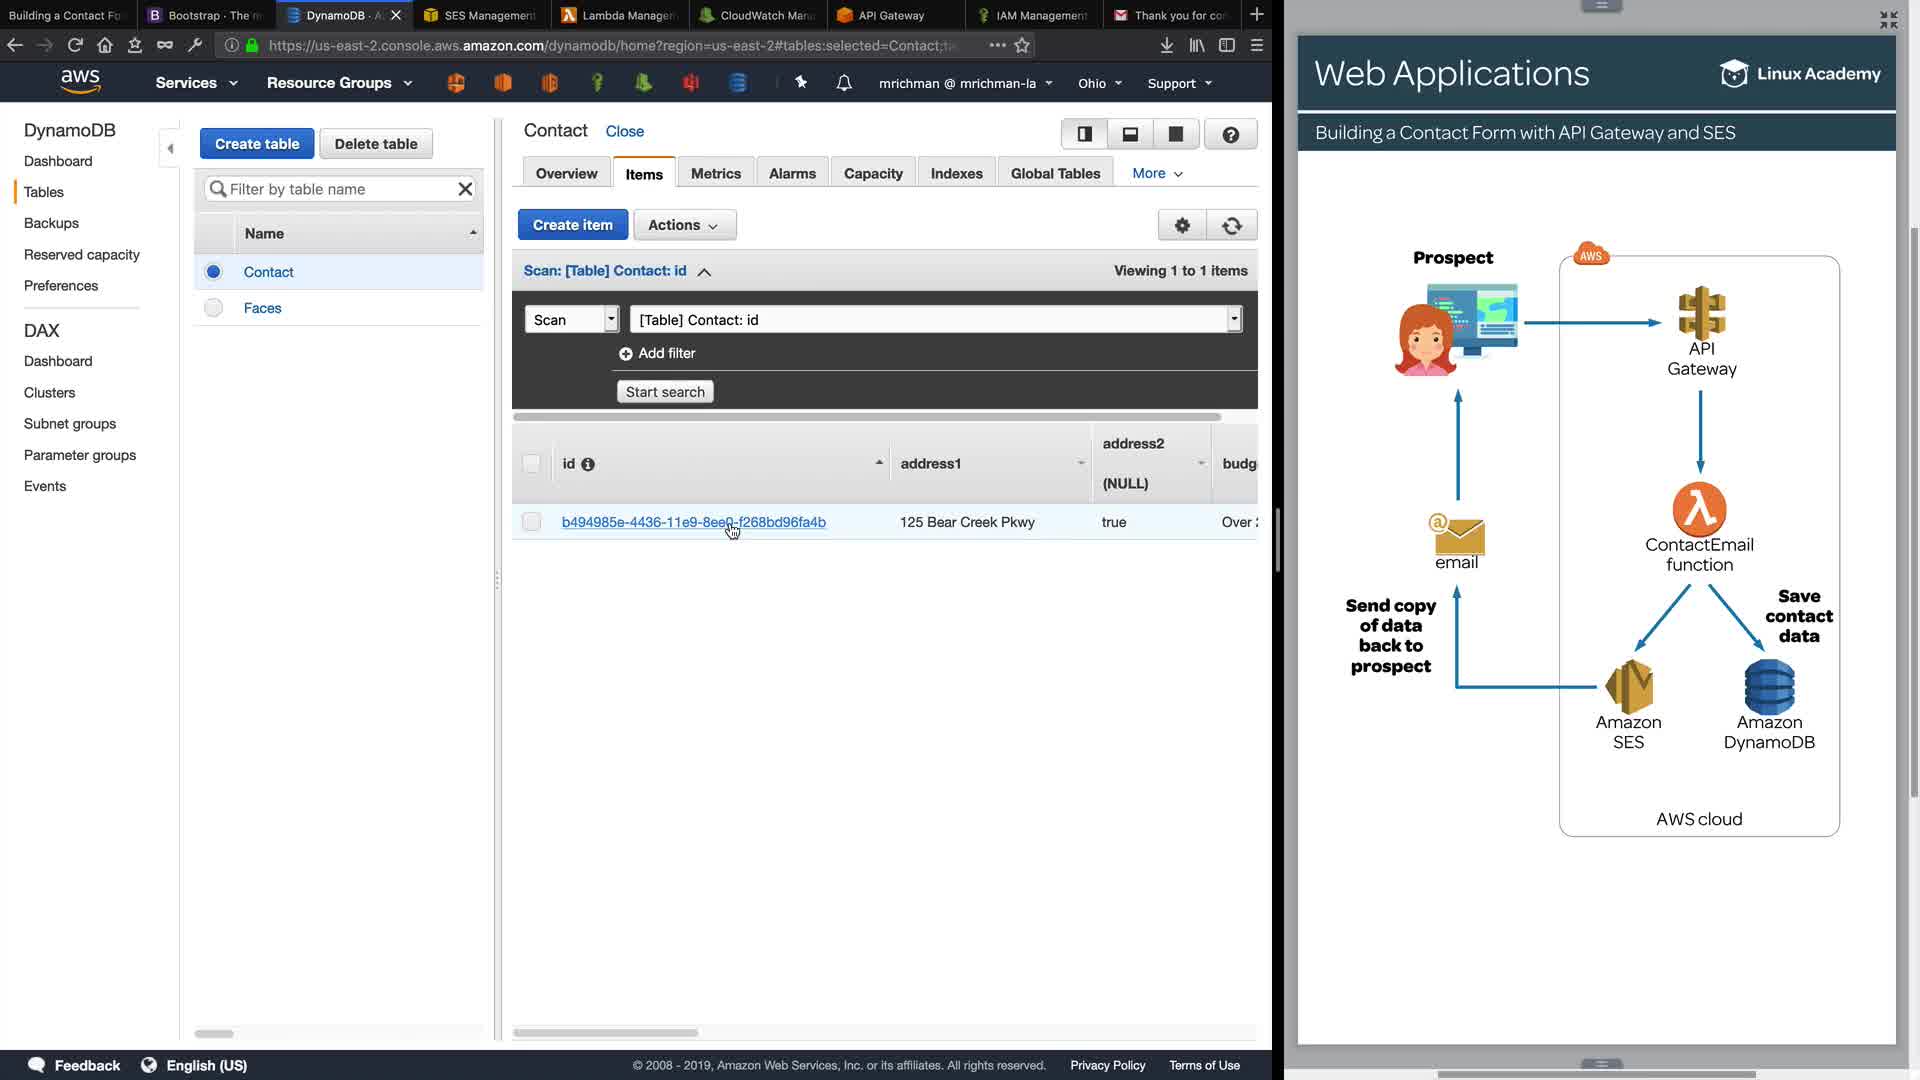 Building a Contact Fo
Bootstrap · The m
DynamoDB - A
SES Management
Lambda Manage
CloudWatch Man
API Gateway
IAM Management
Thank you for co
https://us-east-2.console.aws.amazon.com/dynamodb/home?region=us-east-2#tables:selected=Contact;ta
aws
Services
Resource Groups
mrichman @ mrichman-la
Ohio
Support
DynamoDB
Dashboard
Tables
Backups
Reserved capacity
Preferences
DAX
Dashboard
Clusters
Subnet groups
Parameter groups
Events
Create table
Delete table
Filter by table name
Name
Contact
Faces
Contact
Close
Overview
Items
Metrics
Alarms
Capacity
Indexes
Global Tables
More
Create item
Actions
Scan: [Table] Contact: id
Viewing 1 to 1 items
Scan
[Table] Contact: id
Add filter
Start search
id
address1
address2
(NULL)
budg
b494985e-4436-11e9-8ee0-f268bd96fa4b
125 Bear Creek Pkwy
true
Over
Feedback
English (US)
© 2008 - 2019, Amazon Web Services, Inc. or its affiliates. All rights reserved.
Privacy Policy
Terms of Use
Web Applications
Linux Academy
Building a Contact Form with API Gateway and SES
Prospect
AWS
API
Gateway
ContactEmail
function
email
Send copy
of data
back to
prospect
Save
contact
data
Amazon
SES
Amazon
DynamoDB
AWS cloud